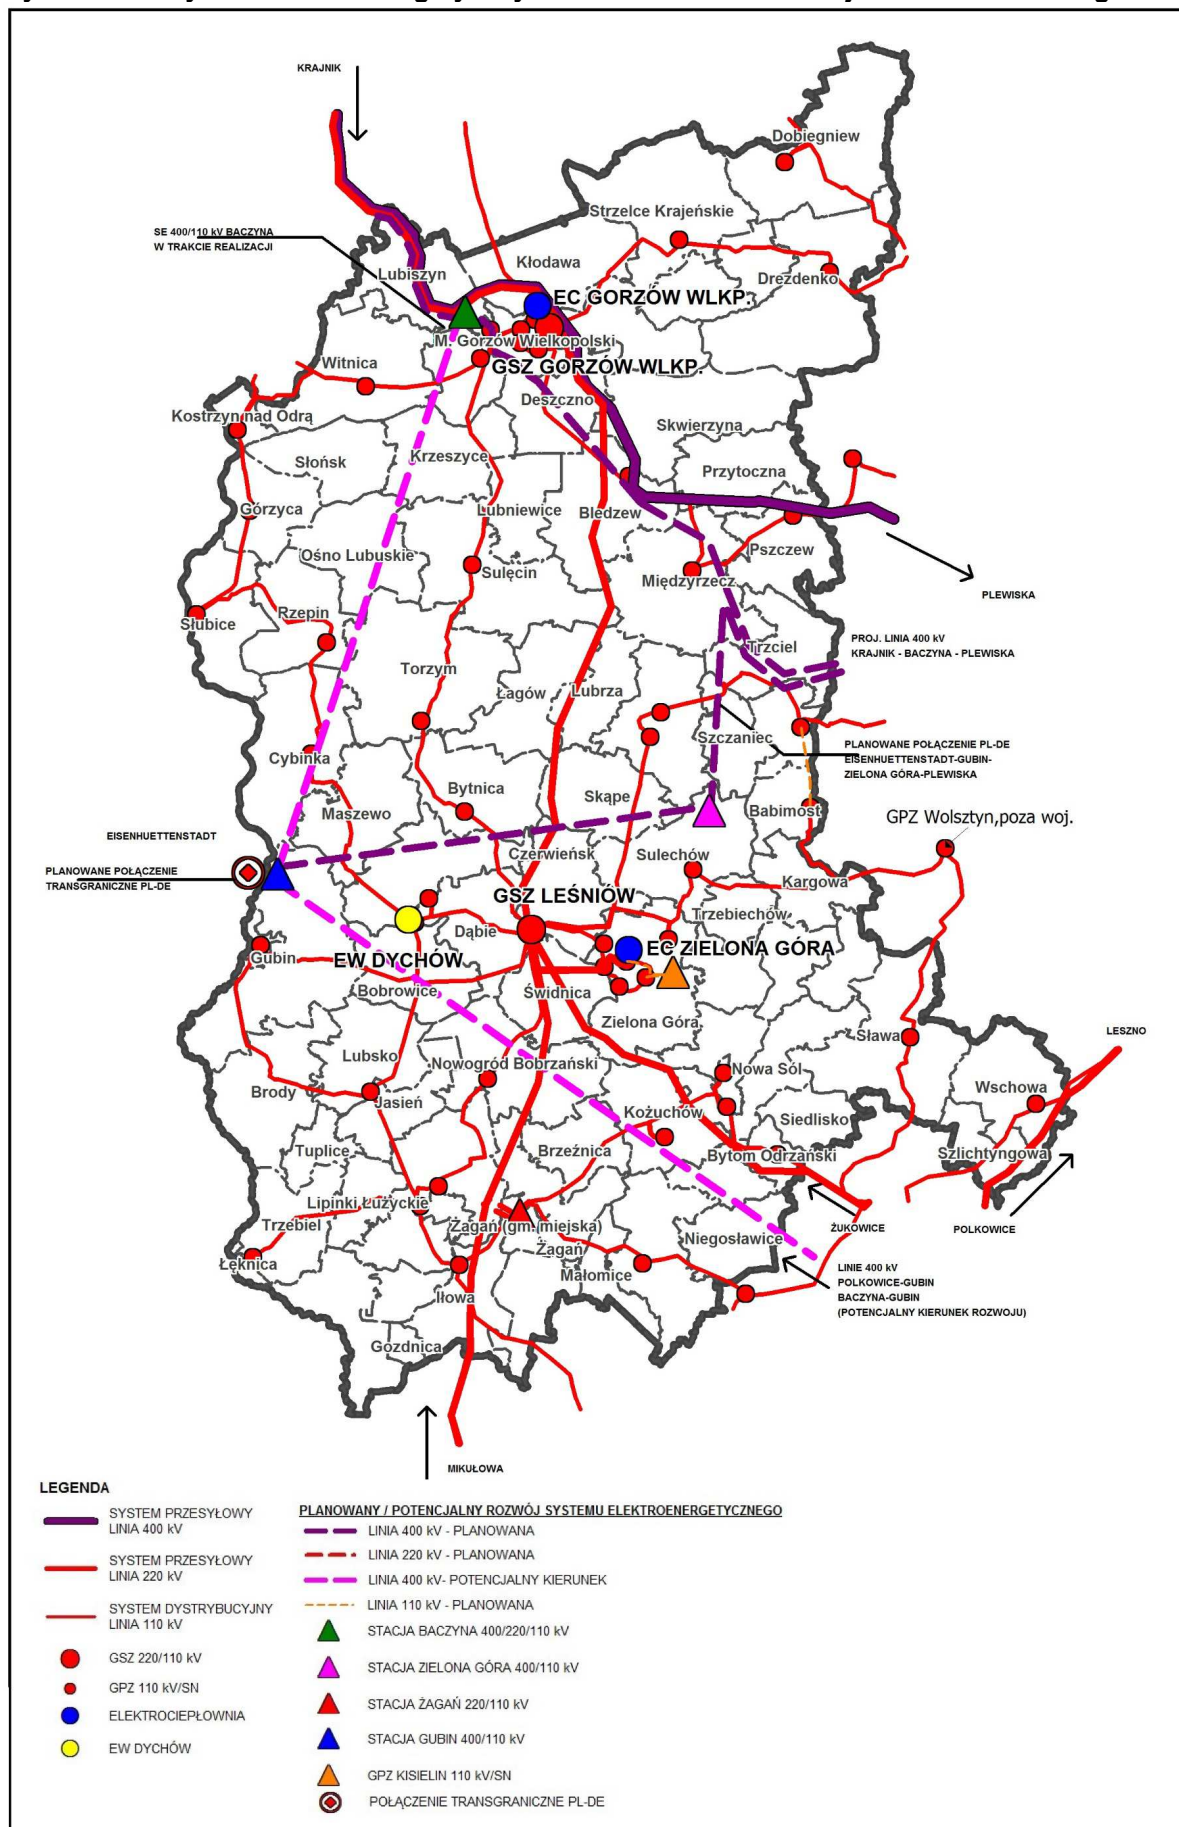 KRAJNIK
Dobiegniew
Strzelce Krajeńskie
SE 400/110 kV BACZYNA
W TRAKCIE REALIZACJI
Kłodawa
Lubiszyn
Drezdenko
EC GORZÓW WLKP.
M. Gorzów Wielkopolski
Witnica
GSZ GORZÓW WLKP.
Deszczno
Kostrzyn nad Odrą
Skwierzyna
Krzeszyce
Słońsk
Przytoczna
Górzyca
Lubniewice
Bledzew
Ośno Lubuskie
Pszczew
Sulęcin
Międzyrzecz
PLEWISKA
Rzepin
Słubice
PROJ. LINIA 400 kV
KRAJNIK - BACZYNA - PLEWISKA
Trzciel
Torzym
Łagów
Lubrza
Szczaniec
PLANOWANE POŁĄCZENIE PL-DE
EISENHUETTENSTADT-GUBIN-
ZIELONA GÓRA-PLEWISKA
Cybinka
Bytnica
Skąpe
Maszewo
Babimost
GPZ Wolsztyn,poza woj.
EISENHUETTENSTADT
Czerwieńsk
Sulechów
PLANOWANE POŁĄCZENIE
TRANSGRANICZNE PL-DE
Kargowa
GSZ LEŚNIÓW
Trzebiechów
Dąbie
EC ZIELONA GÓRA
Gubin
EW DYCHÓW
Bobrowice
Świdnica
Zielona Góra
Sława
LESZNO
Lubsko
Nowogród Bobrzański
Nowa Sól
Wschowa
Brody
Jasień
Kożuchów
Siedlisko
Tuplice
Brzeźnica
Bytom Odrzański
Szlichtyngowa
Lipinki Łużyckie
Trzebiel
Żagań (gm. miejska)
ŻUKOWICE
POLKOWICE
Niegosławice
Żagań
Łęknica
Małomice
LINIE 400 kV
POLKOWICE-GUBIN
BACZYNA-GUBIN
(POTENCJALNY KIERUNEK ROZWOJU)
Iłowa
Gozdnica
MIKUŁOWA
LEGENDA
SYSTEM PRZESYŁOWY
LINIA 400 kV
SYSTEM PRZESYŁOWY
LINIA 220 kV
SYSTEM DYSTRYBUCYJNY
LINIA 110 kV
GSZ 220/110 kV
GPZ 110 kV/SN
ELEKTROCIEPŁOWNIA
EW DYCHÓW
PLANOWANY / POTENCJALNY ROZWÓJ SYSTEMU ELEKTROENERGETYCZNEGO
LINIA 400 kV - PLANOWANA
LINIA 220 kV - PLANOWANA
LINIA 400 kV- POTENCJALNY KIERUNEK
LINIA 110 kV - PLANOWANA
STACJA BACZYNA 400/220/110 kV
STACJA ZIELONA GÓRA 400/110 kV
STACJA ŻAGAŃ 220/110 kV
STACJA GUBIN 400/110 kV
GPZ KISIELIN 110 kV/SN
POŁĄCZENIE TRANSGRANICZNE PL-DE